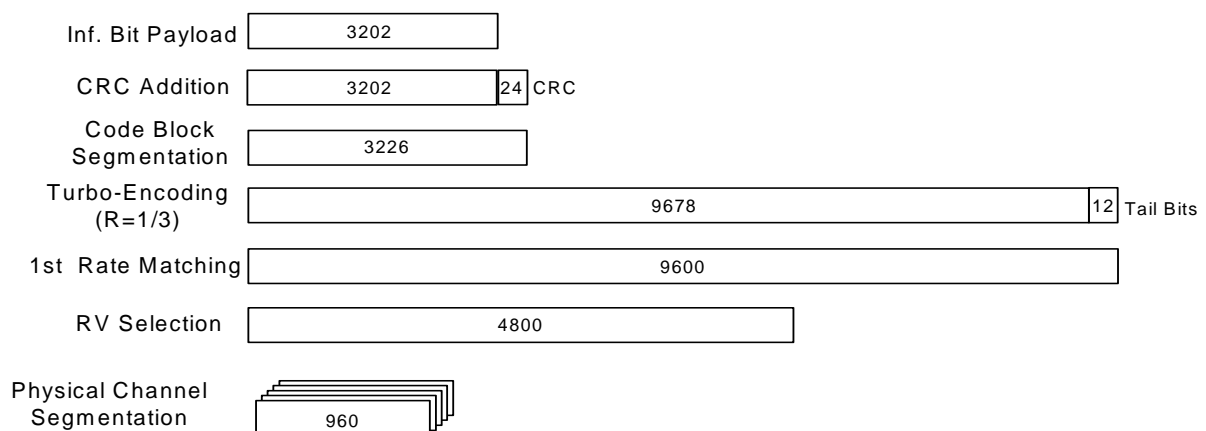 Inf. Bit Payload 3202
CRC Addition 3202 24 CRC
Code Block
Segmentation 3226
Turbo-Encoding
(R=1/3) 9678 12 Tail Bits
1st Rate Matching 9600
RV Selection 4800
Physical Channel
Segmentation 960